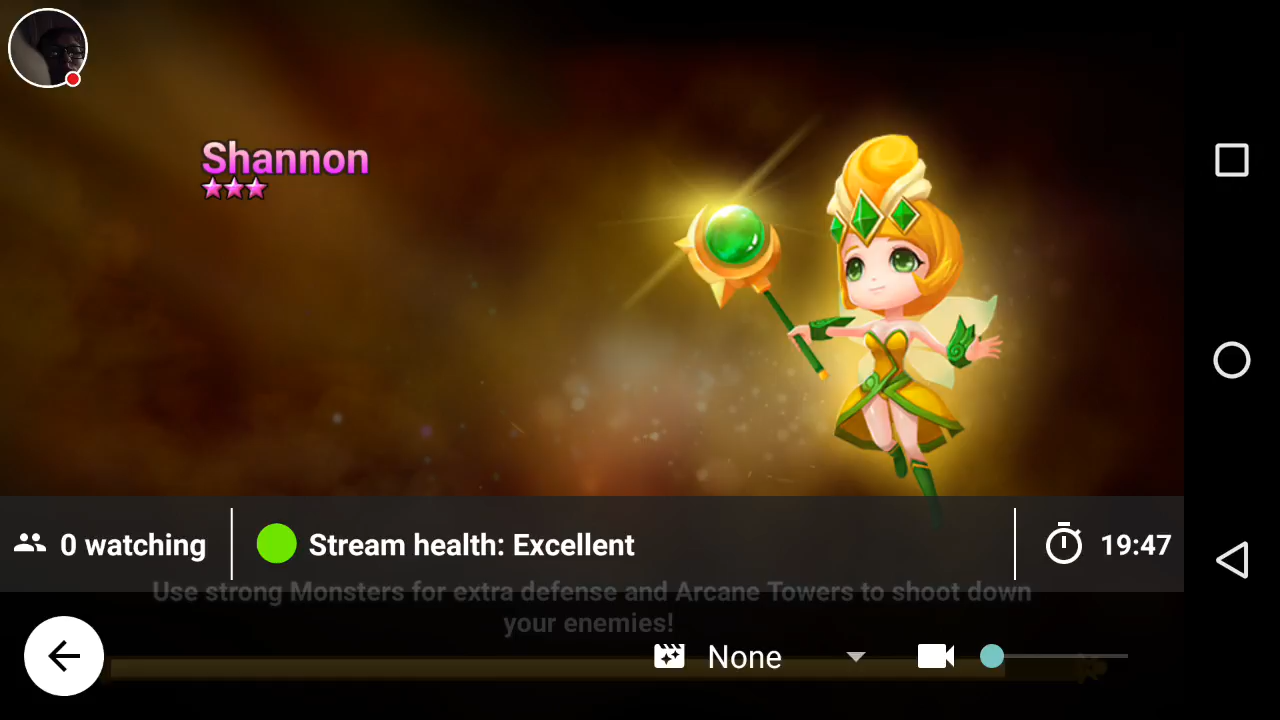 Shannon
0 watching
Stream health: Excellent
19:47
Use strong Monsters for extra defense and Arcane Towers to shoot down
your enemies!
None